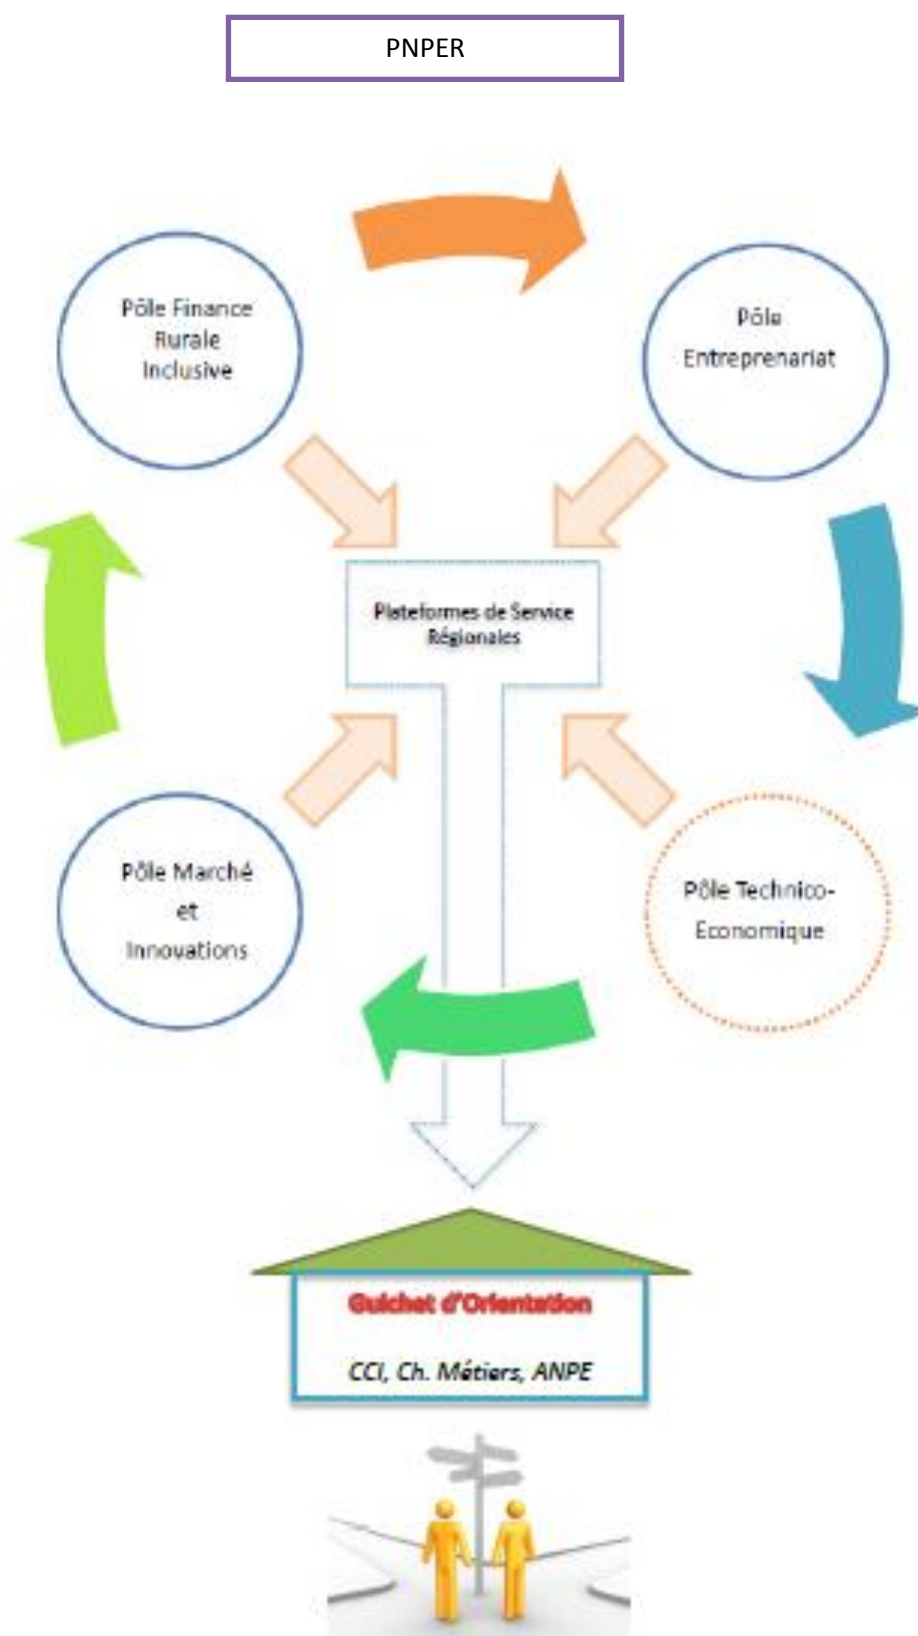 PNPER
Pôle Finance
Rurale
Inclusive
Pôle
Entreprenariat
Plateformes de Service
Régionales
Pôle Marché
et
Innovations
Pôle Technico-
Economique
Guichet d'Orientation
CCI, Ch. Métiers, ANPE